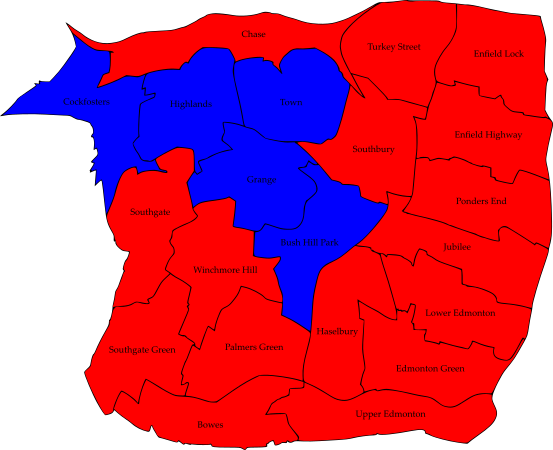 Chase
Turkey Street
Enfield Lock
Cockfosters
Highlands
Town
Enfield Highway
Southbury
Grange
Ponders End
Southgate
Bush Hill Park
Jubilee
Winchmore Hill
Lower Edmonton
Haselbury
Palmers Green
Southgate Green
Edmonton Green
Upper Edmonton
Bowes